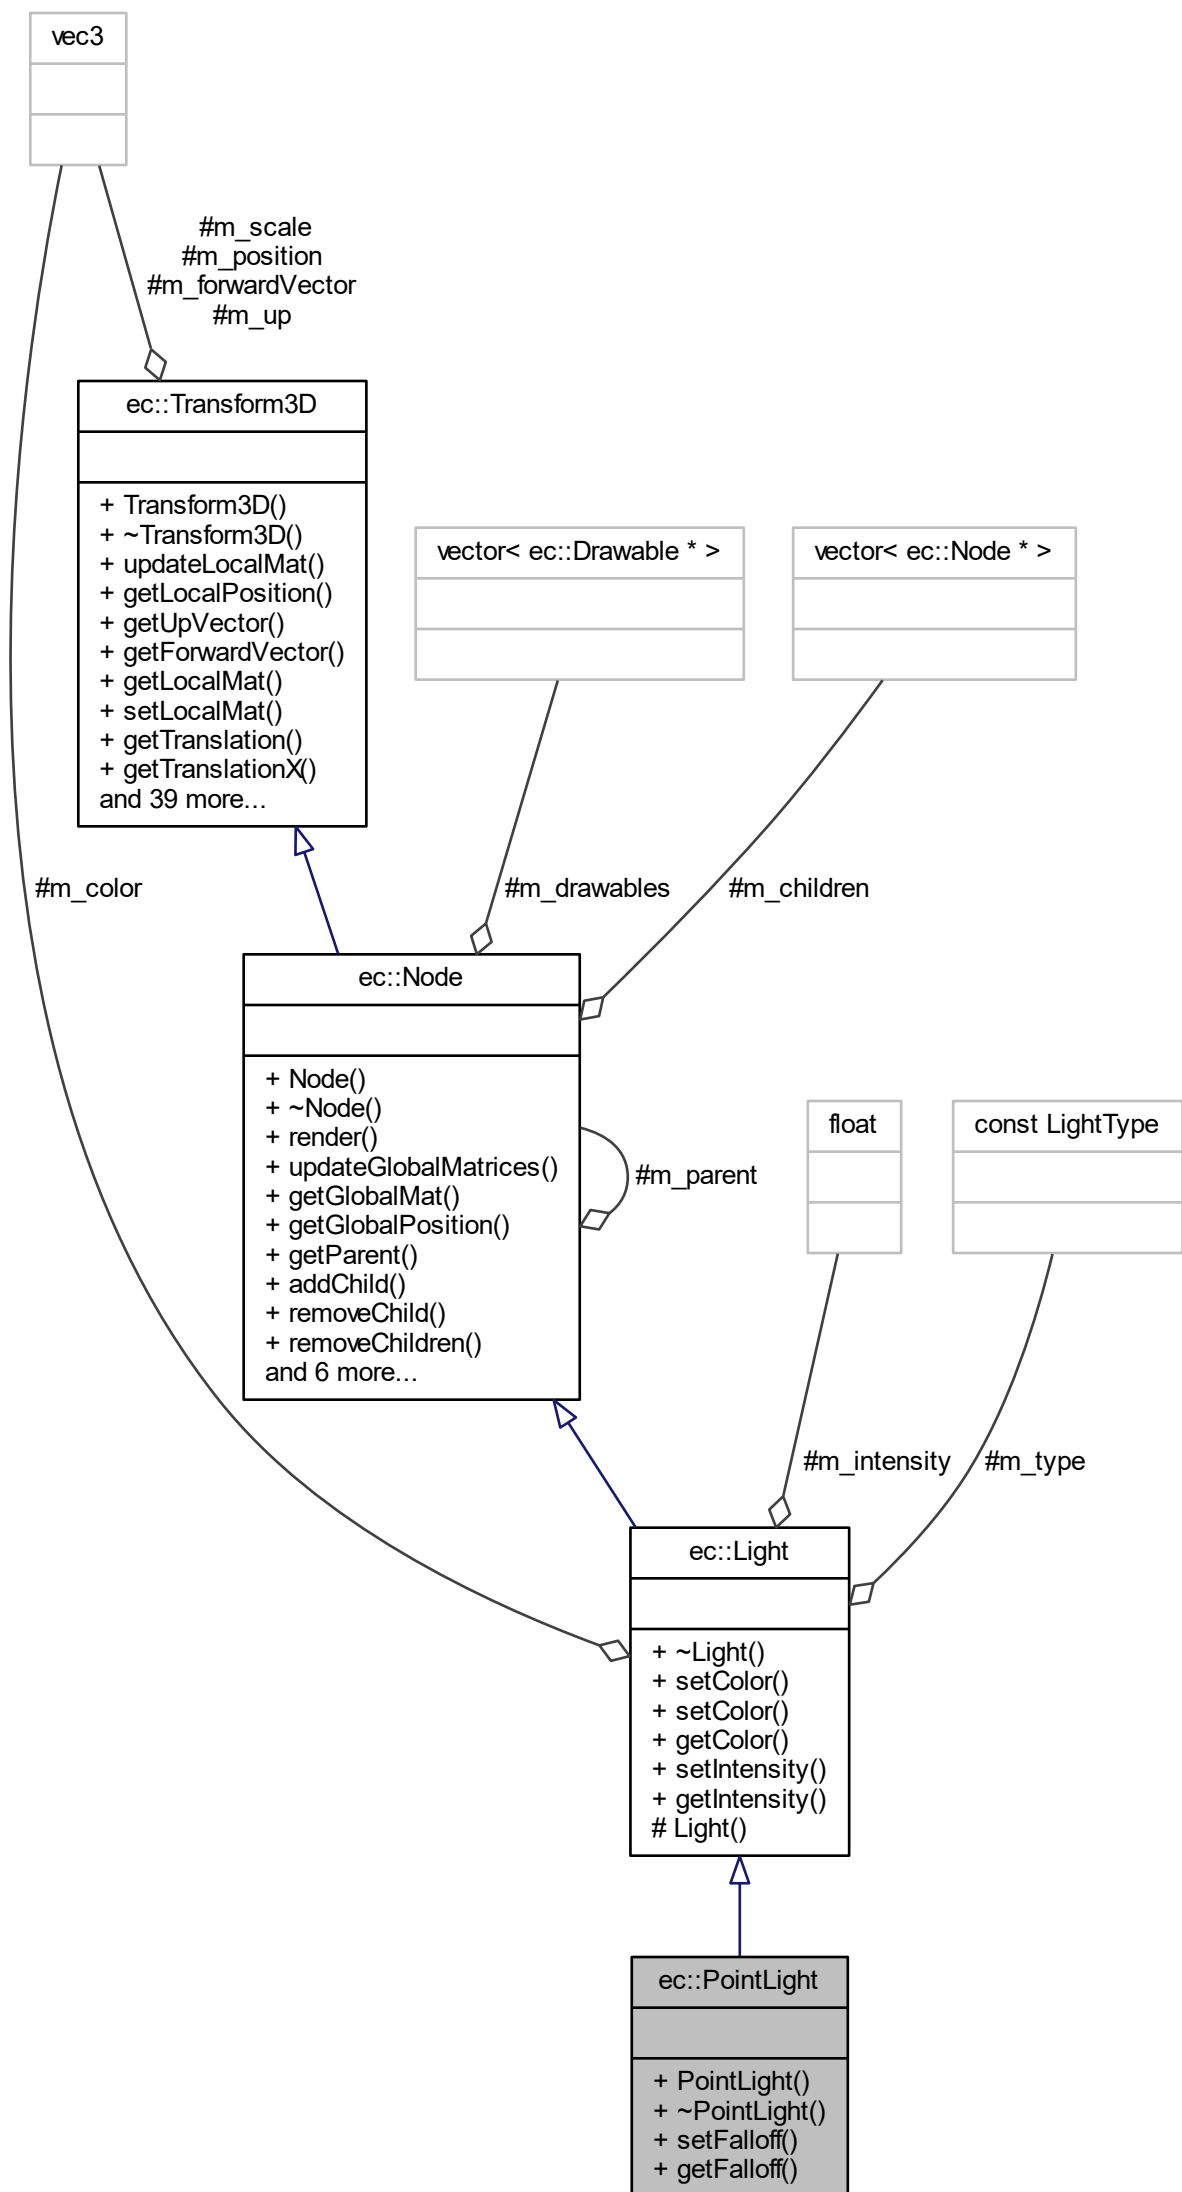 vec3
#m_scale
#m_position
#m_forwardVector
#m_up
ec::Transform3D
+ Transform3D()
+ ~Transform3D()
+ updateLocalMat()
+ getLocalPosition()
+ getUpVector()
+ getForwardVector()
+ getLocalMat()
+ setLocalMat()
+ getTranslation()
+ getTranslationX()
and 39 more...
vector< ec::Drawable * >
vector< ec::Node * >
#m_color
#m_drawables
#m_children
ec::Node
+ Node()
+ ~Node()
+ render()
+ updateGlobalMatrices()
+ getGlobalMat()
+ getGlobalPosition()
+ getParent()
+ addChild()
+ removeChild()
+ removeChildren()
and 6 more...
#m_parent
float
const LightType
#m_intensity
#m_type
ec::Light
+ ~Light()
+ setColor()
+ setColor()
+ getColor()
+ setIntensity()
+ getIntensity()
# Light()
ec::PointLight
+ PointLight()
+ ~PointLight()
+ setFalloff()
+ getFalloff()